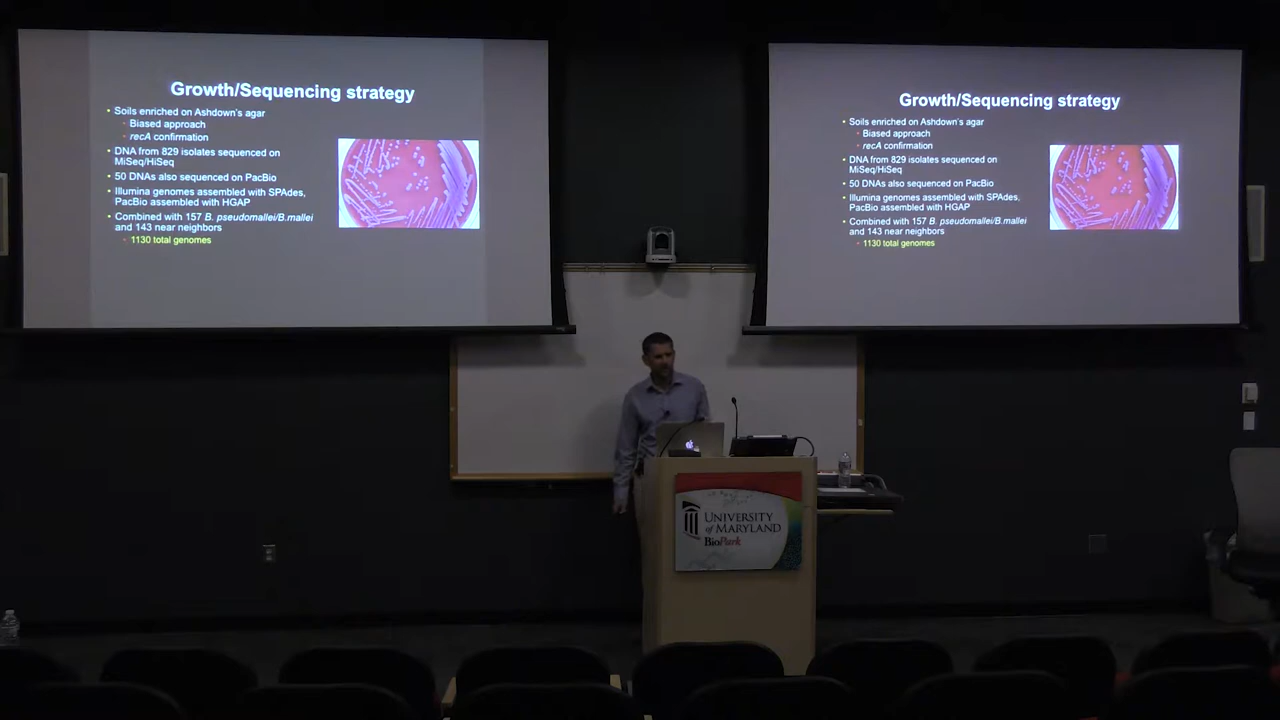 Growth/Sequencing strategy
• Soils enriched on Ashdown's agar
• Biased approach
• recA confirmation
• DNA from 829 isolates sequenced on
MiSeq/HiSeq
• 50 DNAs also sequenced on PacBio
• Illumina genomes assembled with SPAdes,
PacBio assembled with HGAP
• Combined with 157 B. pseudomallei/B.mallei
and 143 near neighbors
• 1130 total genomes
Growth/Sequencing strategy
• Soils enriched on Ashdown's agar
• Biased approach
• recA confirmation
• DNA from 829 isolates sequenced on
MiSeq/HiSeq
• 50 DNAs also sequenced on PacBio
• Illumina genomes assembled with SPAdes,
PacBio assembled with HGAP
• Combined with 157 B. pseudomallei/B.mallei
and 143 near neighbors
• 1130 total genomes
UNIVERSITY
of MARYLAND
BioPark